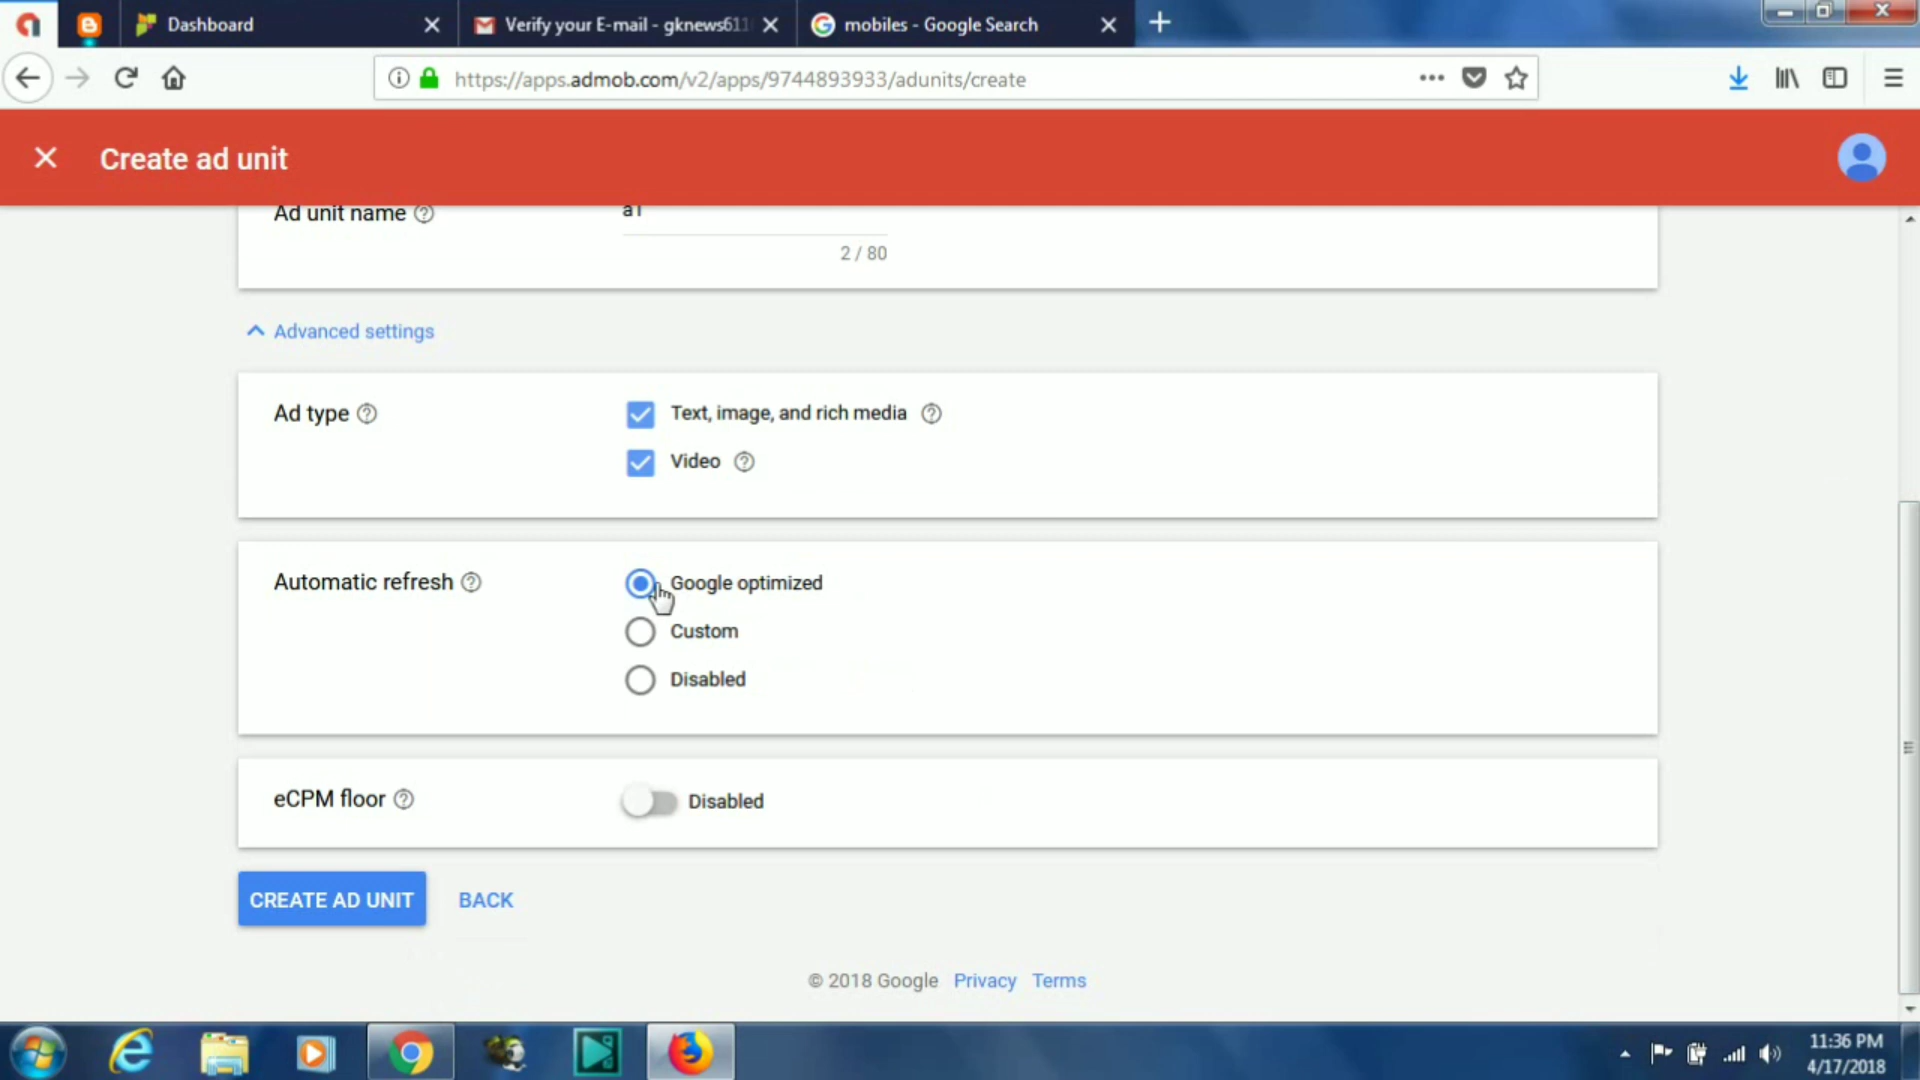 Dashboard
Verify your E-mail - gknews611
mobiles - Google Search
https://apps.admob.com/v2/apps/9744893933/adunits/create
Create ad unit
Ad unit name
a1
2 / 80
Advanced settings
Ad type
Text, image, and rich media
Video
Automatic refresh
Google optimized
Custom
Disabled
eCPM floor
Disabled
CREATE AD UNIT
BACK
© 2018 Google Privacy Terms
11:36 PM
4/17/2018